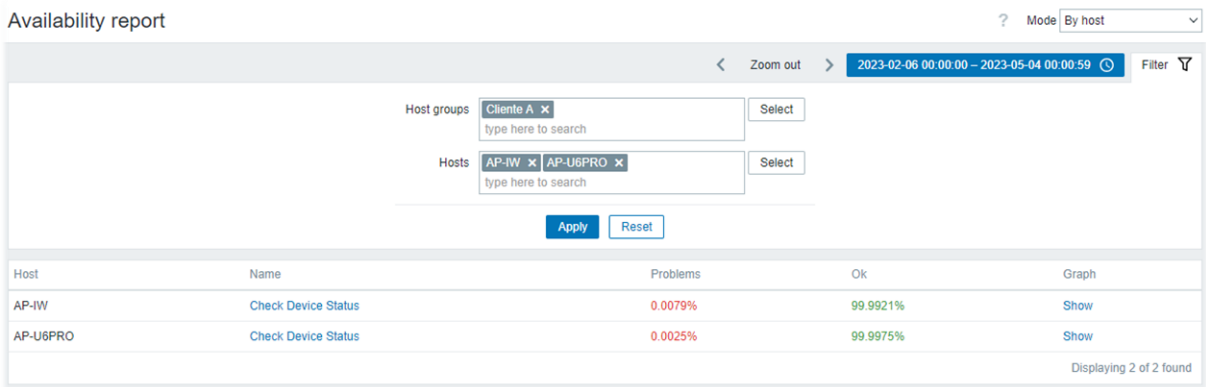 Availability report
? Mode By host
Zoom out 2023-02-06 00:00:00 – 2023-05-04 00:00:59 Filter
Host groups Cliente A × Select
type here to search
Hosts AP-IW × AP-U6PRO × Select
type here to search
Apply Reset
Host Name Problems Ok Graph
AP-IW Check Device Status 0.0079% 99.9921% Show
AP-U6PRO Check Device Status 0.0025% 99.9975% Show
Displaying 2 of 2 found